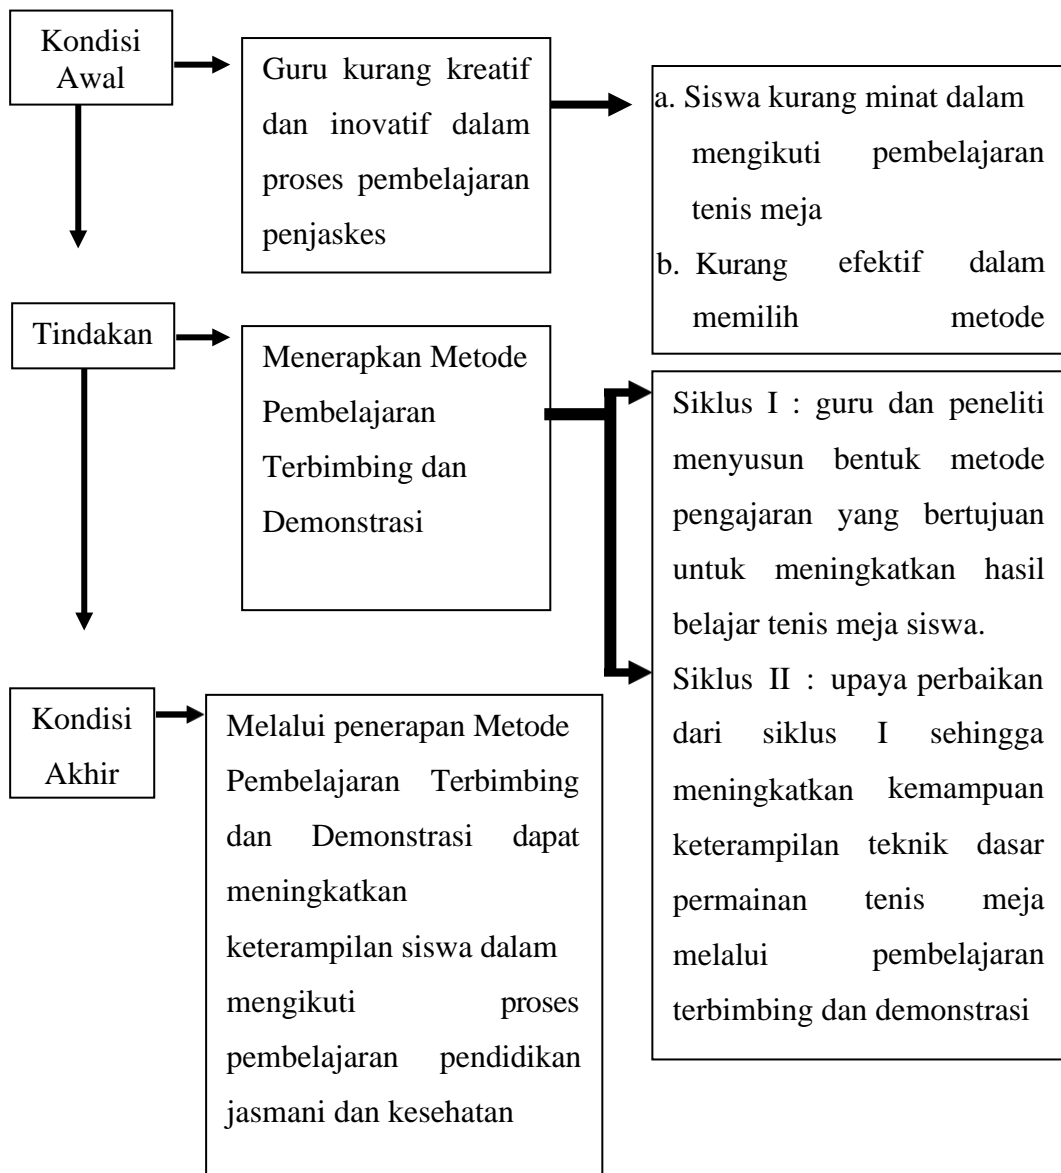 Kondisi
Awal
Guru kurang kreatif
dan inovatif dalam
proses pembelajaran
penjaskes
a. Siswa kurang minat dalam
mengikuti pembelajaran
tenis meja
b. Kurang efektif dalam
memilih metode
Tindakan
Menerapkan Metode
Pembelajaran
Terbimbing dan
Demonstrasi
Siklus I : guru dan peneliti
menyusun bentuk metode
pengajaran yang bertujuan
untuk meningkatkan hasil
belajar tenis meja siswa.
Siklus II : upaya perbaikan
dari siklus I sehingga
meningkatkan kemampuan
keterampilan teknik dasar
permainan tenis meja
melalui pembelajaran
terbimbing dan demonstrasi
Kondisi
Akhir
Melalui penerapan Metode
Pembelajaran Terbimbing
dan Demonstrasi dapat
meningkatkan
keterampilan siswa dalam
mengikuti proses
pembelajaran pendidikan
jasmani dan kesehatan